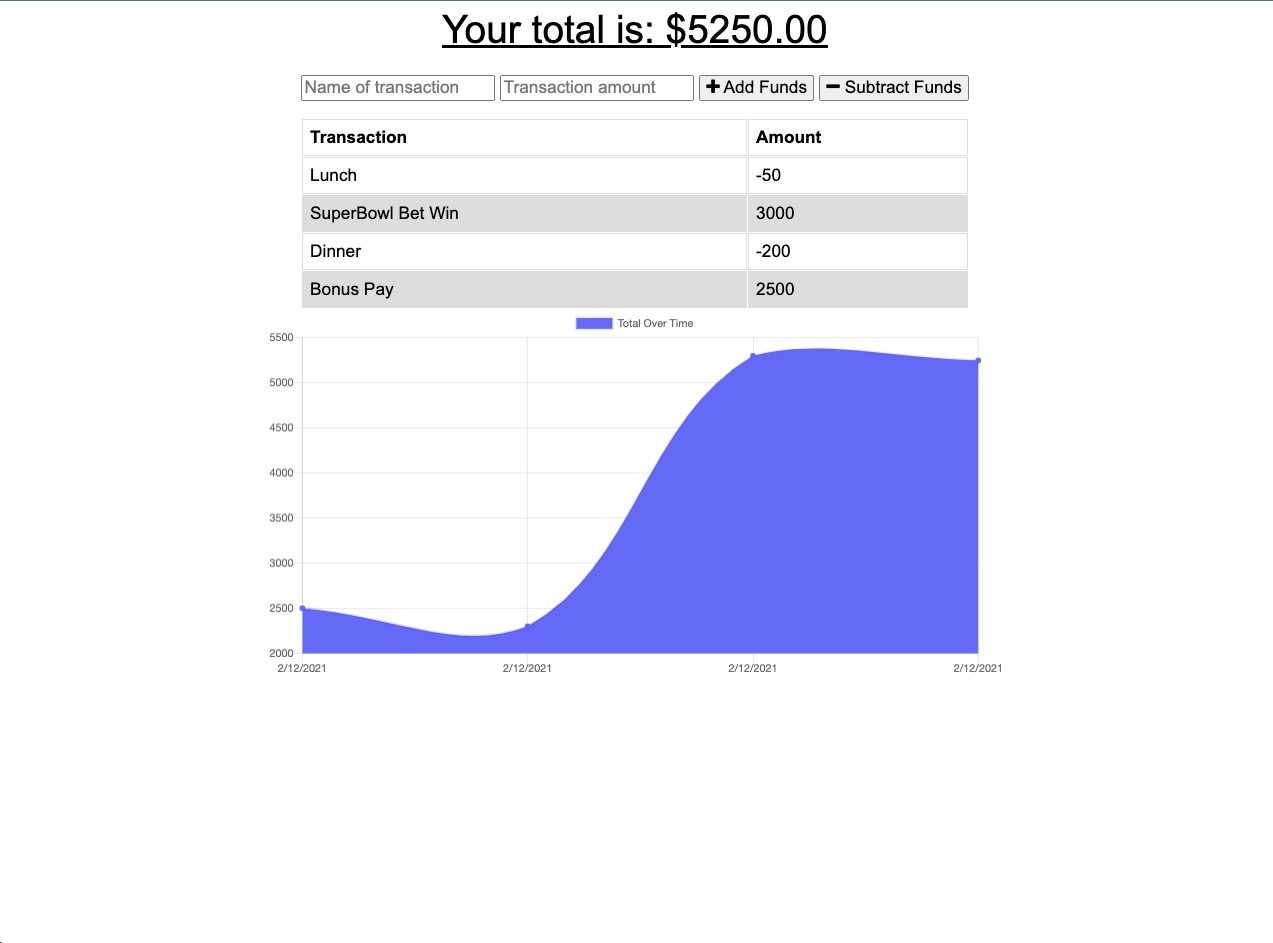 Your total is: $5250.00
Name of transaction Transaction amount Add Funds Subtract Funds
Transaction Amount
Lunch -50
SuperBowl Bet Win 3000
Dinner -200
Bonus Pay 2500
Total Over Time
5500
5000
4500
4000
3500
3000
2500
2000
2/12/2021 2/12/2021 2/12/2021 2/12/2021